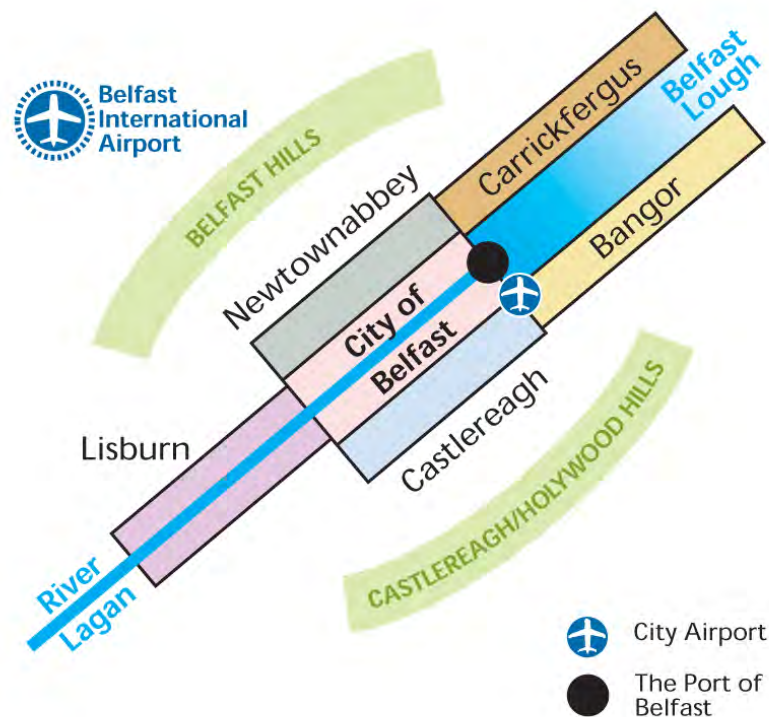 Belfast
International
Airport
BELFAST HILLS
Belfast
Lough
Carrickfergus
Newtownabbey
Bangor
City of
Belfast
Castlereagh
Lisburn
CASTLEREAGH/HOLYWOOD HILLS
River
Lagan
City Airport
The Port of
Belfast